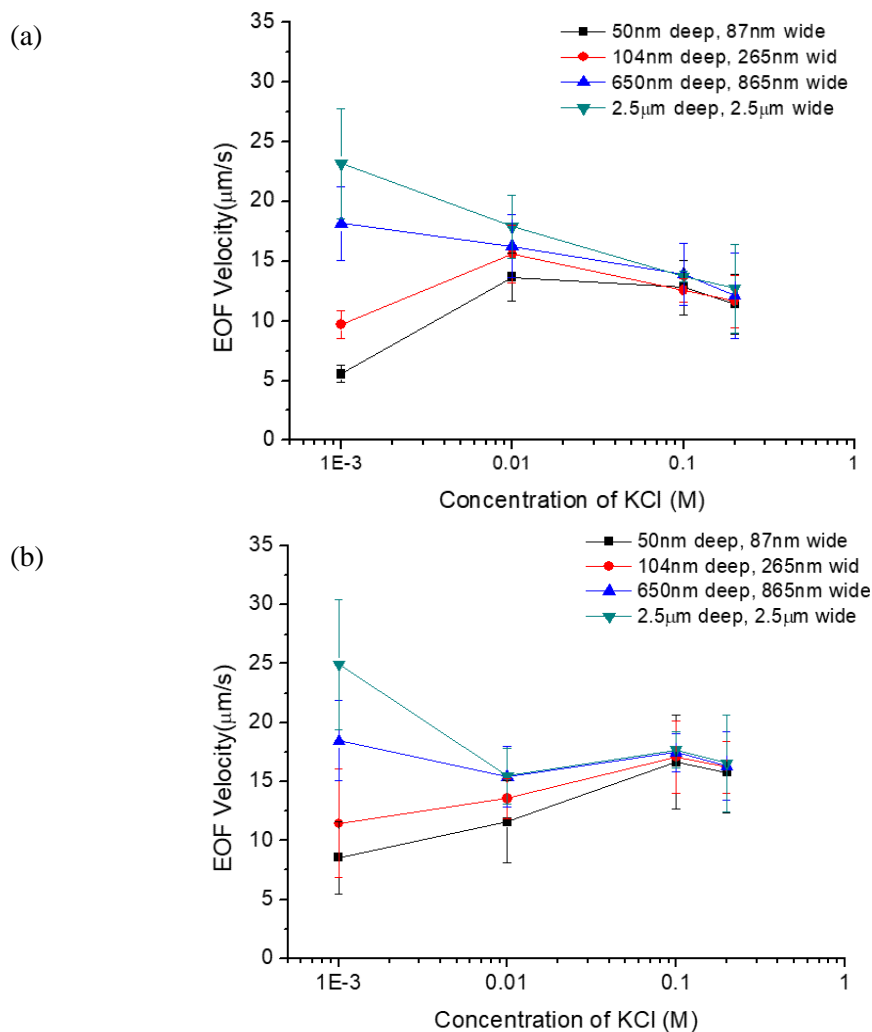 (a)
35
30
25
20
15
10
5
0
EOF Velocity(μm/s)
50nm deep, 87nm wide
104nm deep, 265nm wid
650nm deep, 865nm wide
2.5μm deep, 2.5μm wide
1E-3 0.01 0.1 1
Concentration of KCl (M)
(b)
35
30
25
20
15
10
5
0
EOF Velocity(μm/s)
50nm deep, 87nm wide
104nm deep, 265nm wid
650nm deep, 865nm wide
2.5μm deep, 2.5μm wide
1E-3 0.01 0.1 1
Concentration of KCl (M)